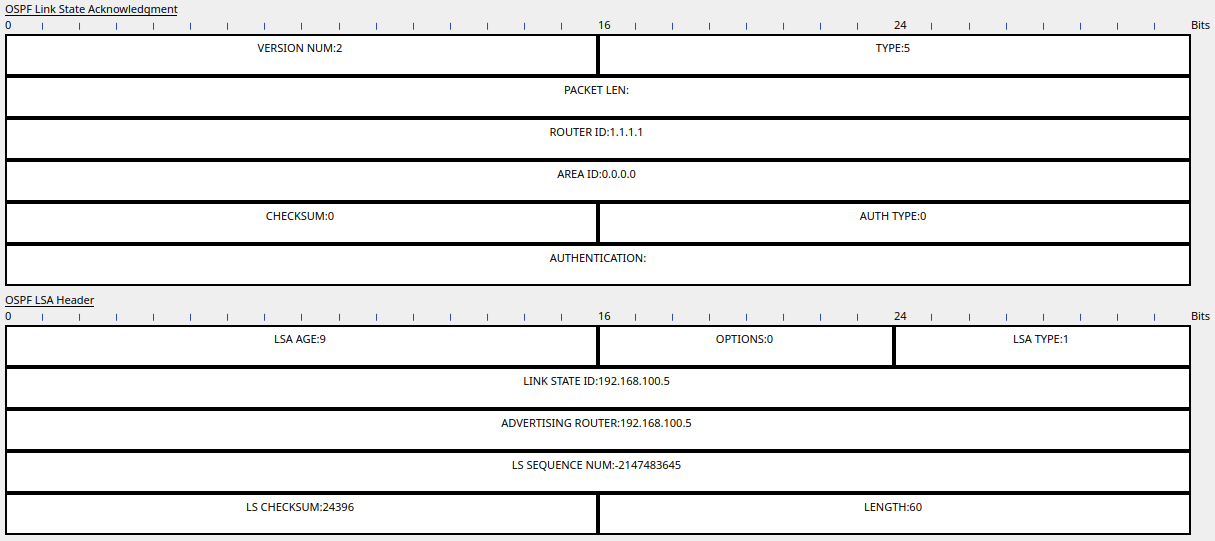 OSPF Link State Acknowledgment
0 16 24 Bits
VERSION NUM:2 TYPE:5
PACKET LEN:
ROUTER ID:1.1.1.1
AREA ID:0.0.0.0
CHECKSUM:0 AUTH TYPE:0
AUTHENTICATION:
OSPF LSA Header
0 16 24 Bits
LSA AGE:9 OPTIONS:0 LSA TYPE:1
LINK STATE ID:192.168.100.5
ADVERTISING ROUTER:192.168.100.5
LS SEQUENCE NUM:-2147483645
LS CHECKSUM:24396 LENGTH:60